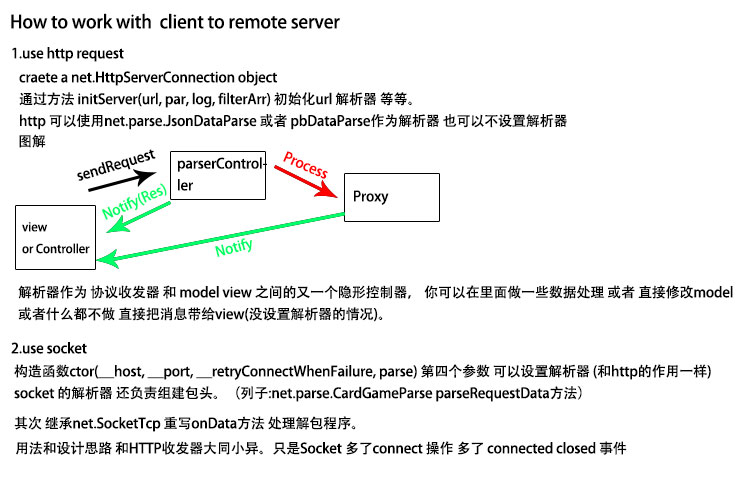 How to work with client to remote server
1.use http request
craete a net.HttpServerConnection object
通过方法 initServer(url, par, log, filterArr) 初始化url 解析器 等等。
http 可以使用net.parse.JsonDataParse 或者 pbDataParse作为解析器 也可以不设置解析器
图解
sendRequest
parserControl-
ler
Process
Notify(Res)
Proxy
view
or Controller
Notify
解析器作为 协议收发器 和 model view 之间的又一个隐形控制器， 你可以在里面做一些数据处理 或者 直接修改model
或者什么都不做 直接把消息带给view(没设置解析器的情况)。
2.use socket
构造函数ctor(__host, __port, __retryConnectWhenFailure, parse) 第四个参数 可以设置解析器 (和http的作用一样)
socket 的解析器 还负责组建包头。（列子:net.parse.CardGameParse parseRequestData方法）
其次 继承net.SocketTcp 重写onData方法 处理解包程序。
用法和设计思路 和HTTP收发器大同小异。只是Socket 多了connect 操作 多了 connected closed 事件